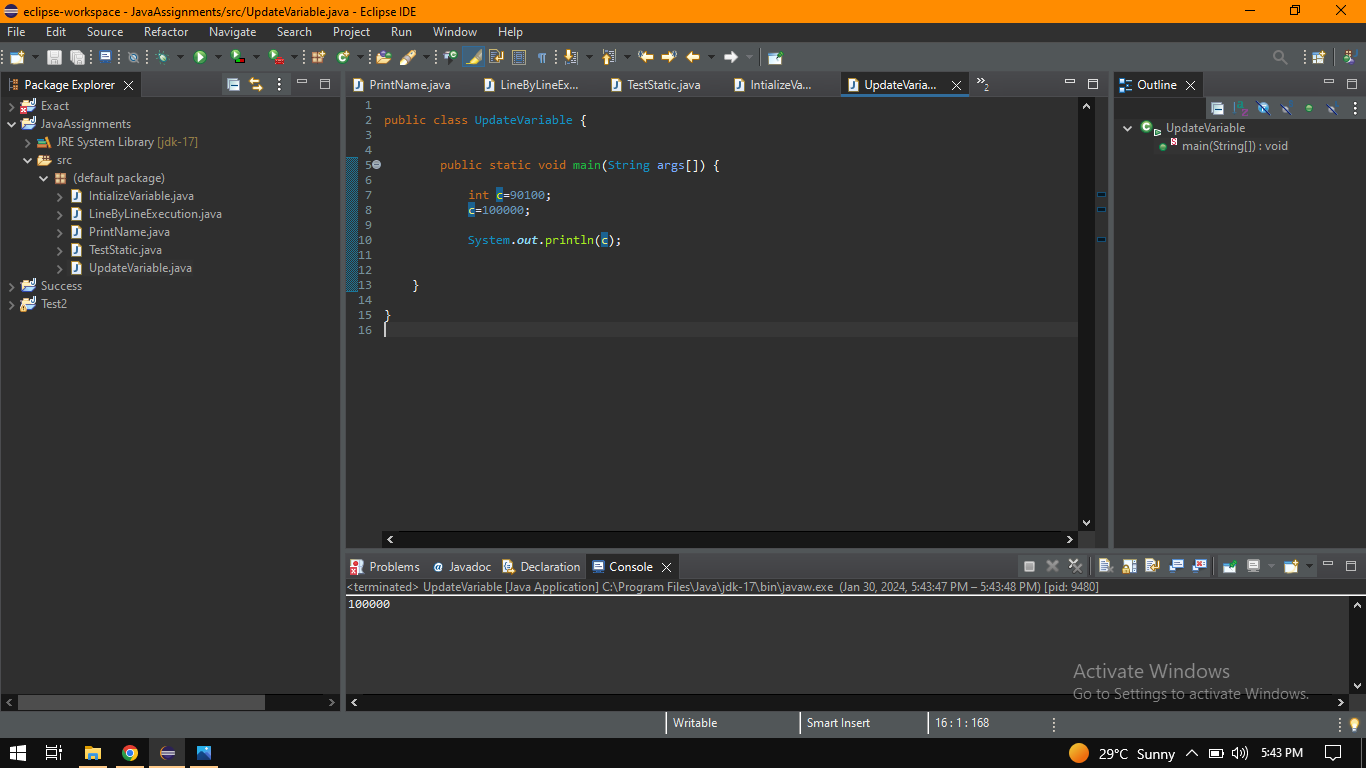 eclipse-workspace - JavaAssignments/src/UpdateVariable.java - Eclipse IDE
File Edit Source Refactor Navigate Search Project Run Window Help
Package Explorer
Exact
JavaAssignments
JRE System Library [jdk-17]
src
(default package)
IntializeVariable.java
LineByLineExecution.java
PrintName.java
TestStatic.java
UpdateVariable.java
Success
Test2
PrintName.java LineByLineEx... TestStatic.java IntializeVa... UpdateVaria... »2
1
2 public class UpdateVariable {
3
4
5 public static void main(String args[]) {
6
7 int c=90100;
8 c=100000;
9
10 System.out.println(c);
11
12
13 }
14
15 }
16
Outline
UpdateVariable
main(String[]) : void
Problems @ Javadoc Declaration Console
<terminated> UpdateVariable [Java Application] C:\Program Files\Java\jdk-17\bin\javaw.exe (Jan 30, 2024, 5:43:47 PM – 5:43:48 PM) [pid: 9480]
100000
Activate Windows
Go to Settings to activate Windows.
Writable Smart Insert 16 : 1 : 168
29°C Sunny 5:43 PM